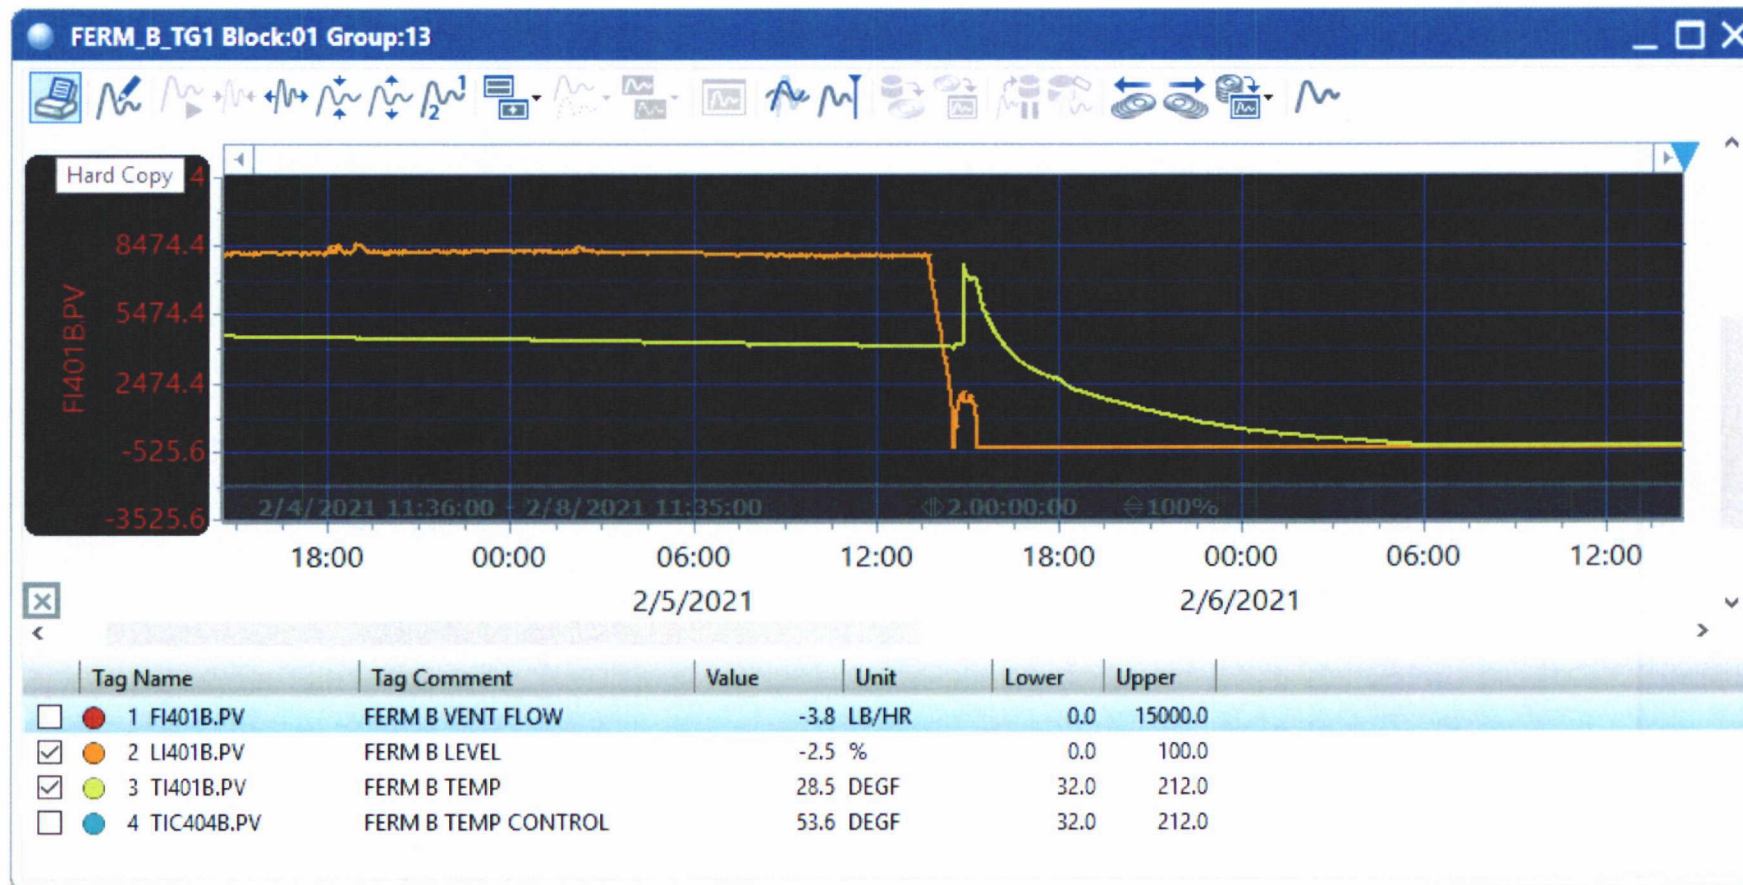 FERM_B_TG1 Block:01 Group:13
Hard Copy
4
8474.4
5474.4
2474.4
-525.6
-3525.6
FI401B.PV
2/4/2021 11:36:00 - 2/8/2021 11:35:00 2.00:00:00 100%
18:00 00:00 06:00 12:00 18:00 00:00 06:00 12:00
2/5/2021 2/6/2021
Tag Name Tag Comment Value Unit Lower Upper
1 FI401B.PV FERM B VENT FLOW -3.8 LB/HR 0.0 15000.0
2 LI401B.PV FERM B LEVEL -2.5 % 0.0 100.0
3 TI401B.PV FERM B TEMP 28.5 DEGF 32.0 212.0
4 TIC404B.PV FERM B TEMP CONTROL 53.6 DEGF 32.0 212.0